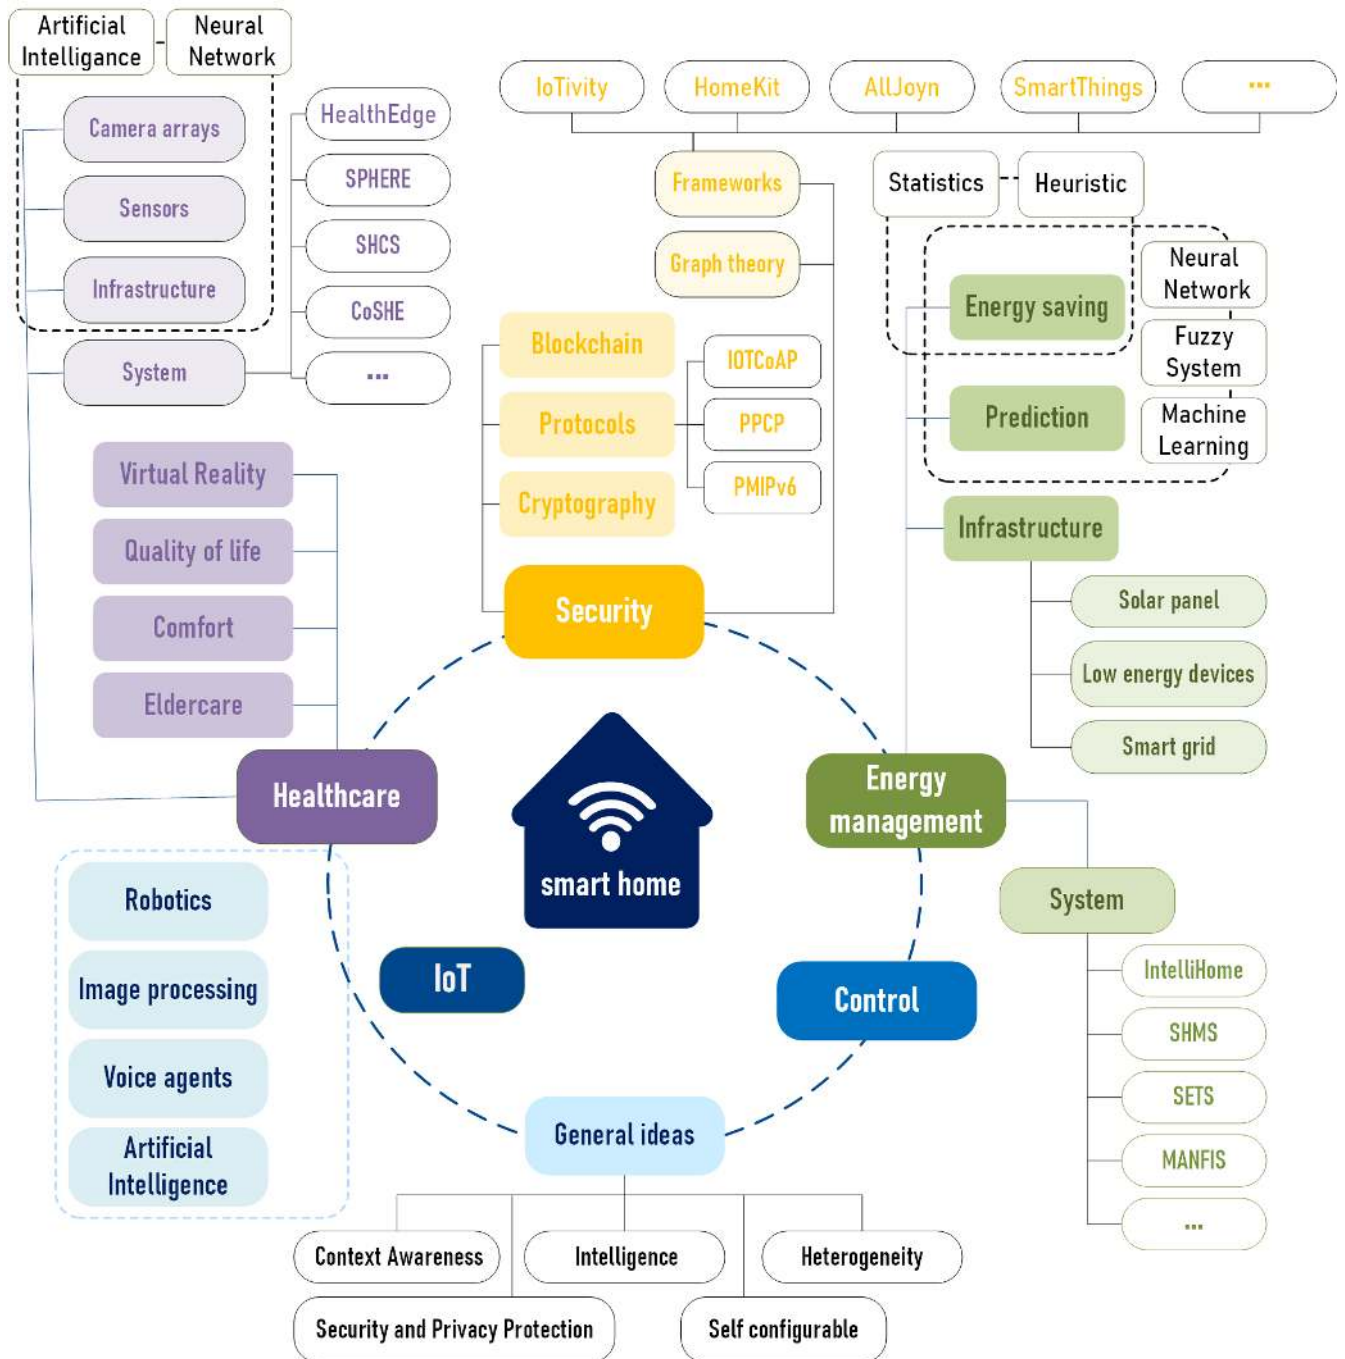 Artificial
Intelligance
Neural
Network
Camera arrays
Sensors
Infrastructure
System
HealthEdge
SPHERE
SHCS
CoSHE
...
Virtual Reality
Quality of life
Comfort
Eldercare
Healthcare
IoTivity
HomeKit
AllJoyn
SmartThings
...
Frameworks
Graph theory
Blockchain
Protocols
Cryptography
IOTCoAP
PPCP
PMIPv6
Security
Statistics
Heuristic
Neural
Network
Fuzzy
System
Machine
Learning
Energy saving
Prediction
Infrastructure
Solar panel
Low energy devices
Smart grid
Energy
management
System
IntelliHome
SHMS
SETS
MANFIS
...
smart home
IoT
Control
Robotics
Image processing
Voice agents
Artificial
Intelligence
General ideas
Context Awareness
Intelligence
Heterogeneity
Security and Privacy Protection
Self configurable